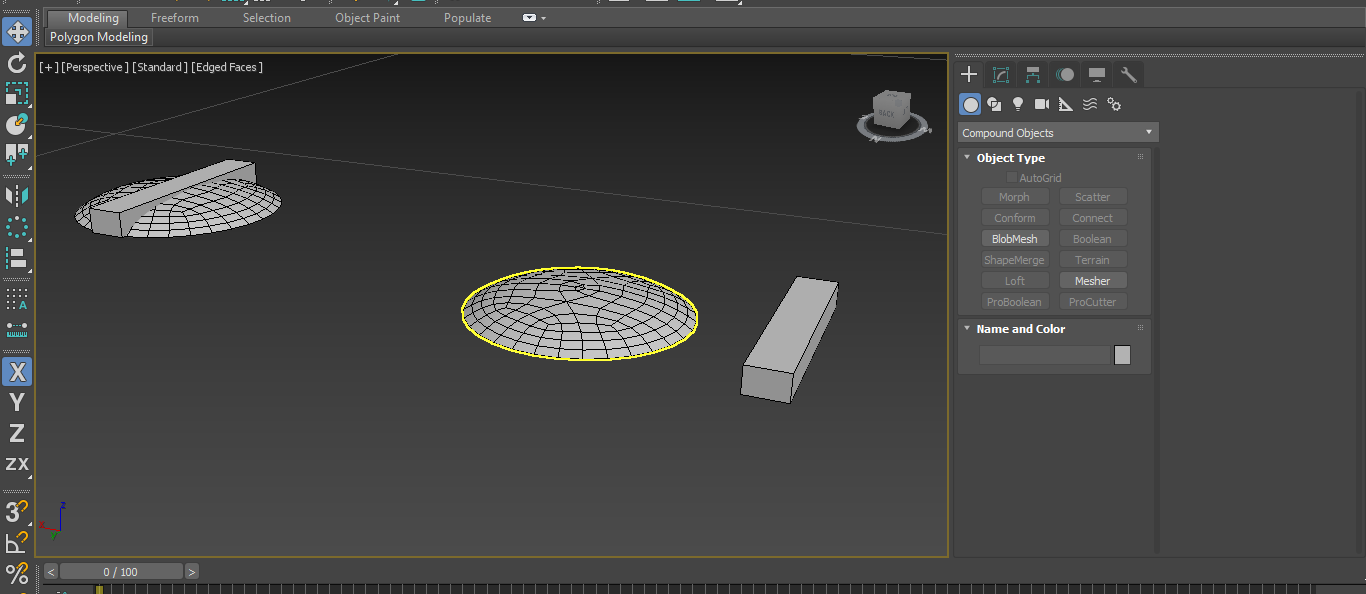 Modeling Freeform Selection Object Paint Populate
Polygon Modeling
[+] [Perspective ] [Standard ] [Edged Faces ]
BACK
Compound Objects
Object Type
AutoGrid
Morph Scatter
Conform Connect
BlobMesh Boolean
ShapeMerge Terrain
Loft Mesher
ProBoolean ProCutter
Name and Color
A
X
Y
Z
ZX
3
%
z
x
y
< 0 / 100 >